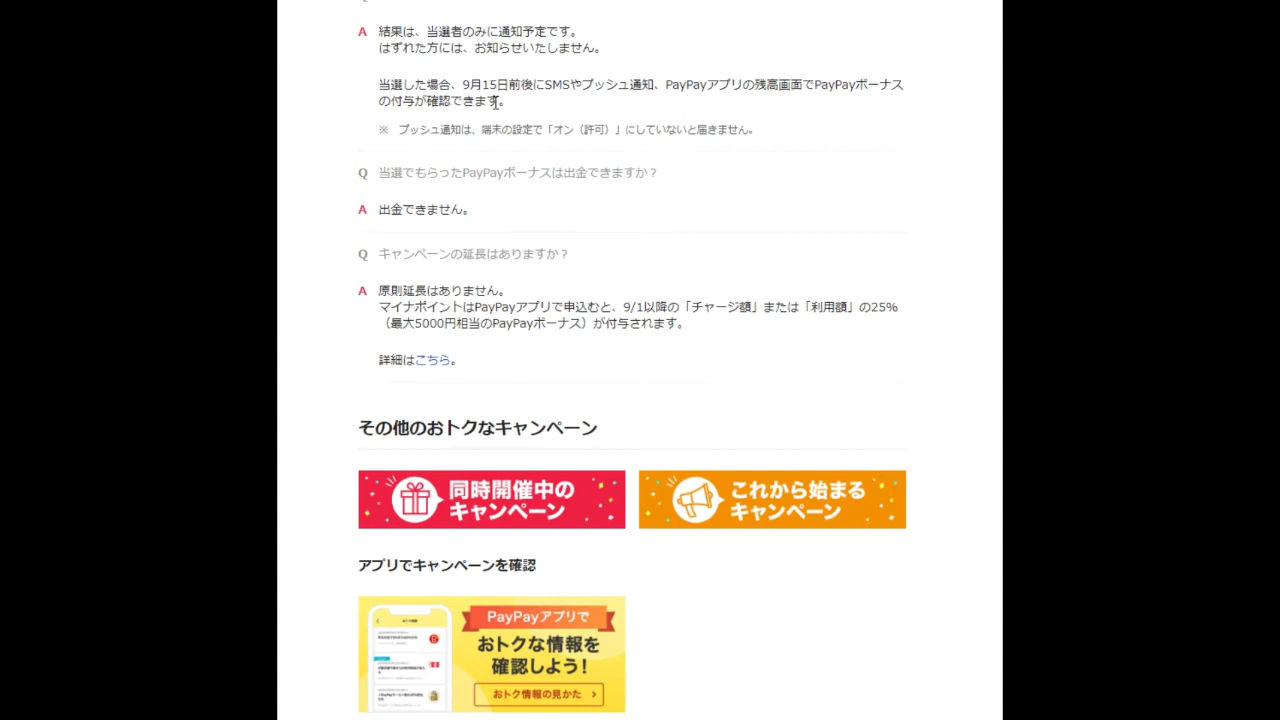 A 結果は、当選者のみに通知予定です。
はずれた方には、お知らせいたしません。
当選した場合、9月15日前後にSMSやプッシュ通知、PayPayアプリの残高画面でPayPayボーナス
の付与が確認できます。
※ プッシュ通知は、端末の設定で「オン（許可）」にしていないと届きません。
Q 当選でもらったPayPayボーナスは出金できますか？
A 出金できません。
Q キャンペーンの延長はありますか？
A 原則延長はありません。
マイナポイントはPayPayアプリで申込むと、9/1以降の「チャージ額」または「利用額」の25%
（最大5000円相当のPayPayボーナス）が付与されます。
詳細はこちら。
その他のおトクなキャンペーン
同時開催中の
キャンペーン
これから始まる
キャンペーン
アプリでキャンペーンを確認
PayPayアプリで
おトクな情報を
確認しよう!
おトク情報の見かた